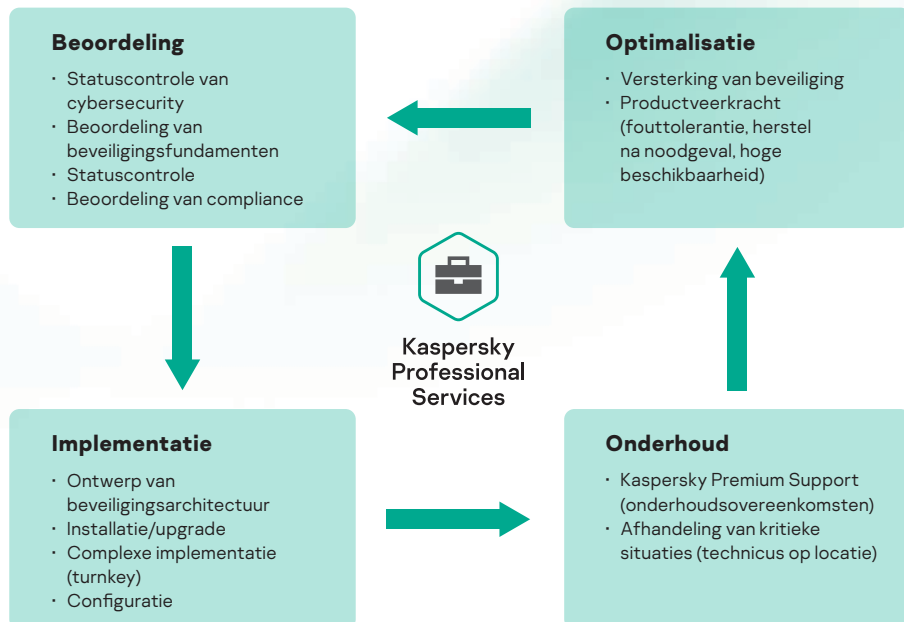 Beoordeling
· Statuscontrole van
cybersecurity
· Beoordeling van
beveiligingsfundamenten
· Statuscontrole
· Beoordeling van compliance
Optimalisatie
· Versterking van beveiliging
· Productveerkracht
(fouttolerantie, herstel
na noodgeval, hoge
beschikbaarheid)
Kaspersky
Professional
Services
Implementatie
· Ontwerp van
beveiligingsarchitectuur
· Installatie/upgrade
· Complexe implementatie
(turnkey)
· Configuratie
Onderhoud
· Kaspersky Premium Support
(onderhoudsovereenkomsten)
· Afhandeling van kritieke
situaties (technicus op locatie)